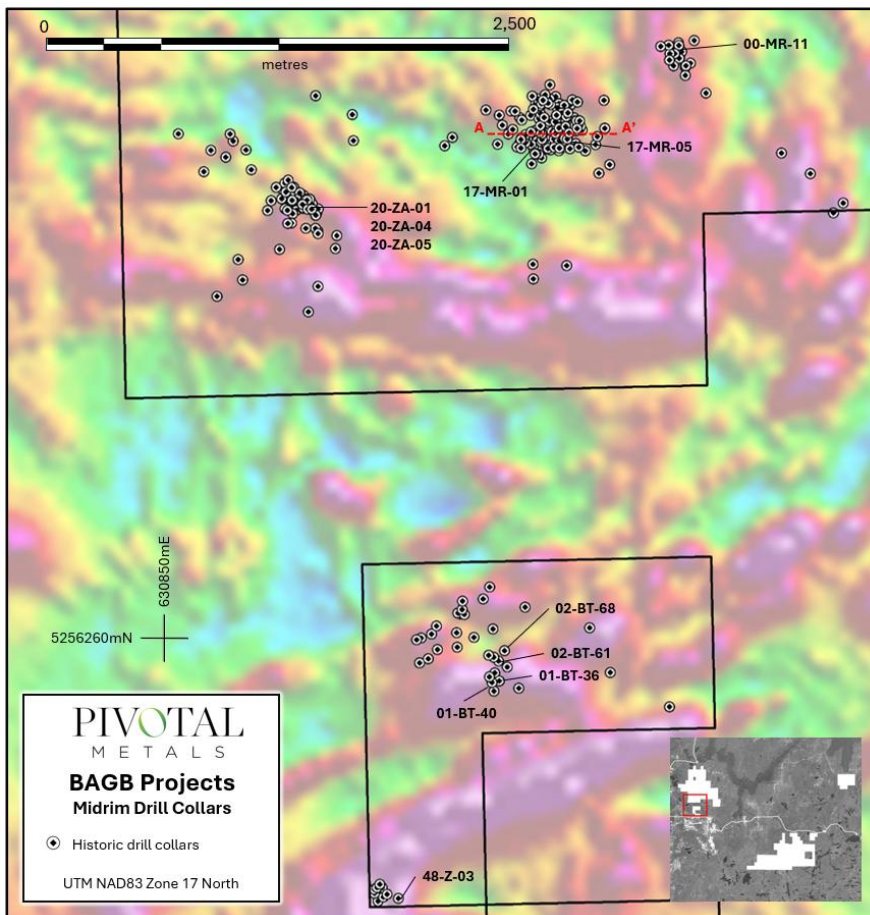 0
2,500
metres
00-MR-11
A
A'
17-MR-05
17-MR-01
20-ZA-01
20-ZA-04
20-ZA-05
630850mE
5256260mN
02-BT-68
02-BT-61
01-BT-36
01-BT-40
48-Z-03
PIVOTAL
METALS
BAGB Projects
Midrim Drill Collars
Historic drill collars
UTM NAD83 Zone 17 North